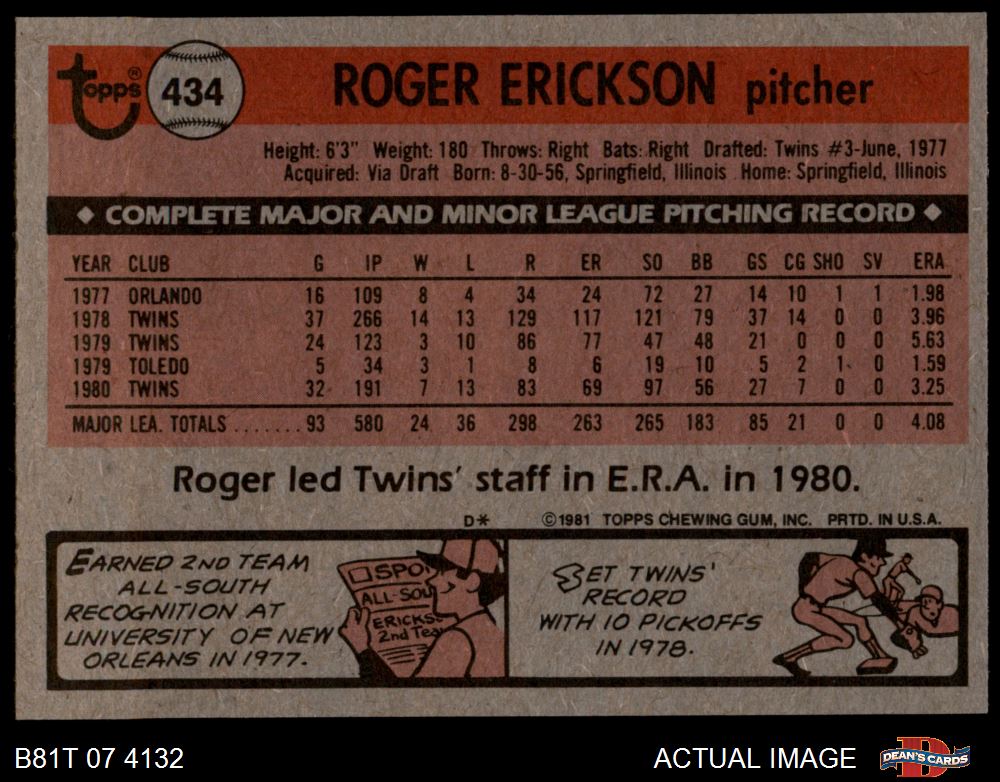 Topps® 434 ROGER ERICKSON pitcher
Height: 6'3" Weight: 180 Throws: Right Bats: Right Drafted: Twins #3-June, 1977
Acquired: Via Draft Born: 8-30-56, Springfield, Illinois Home: Springfield, Illinois
◆ COMPLETE MAJOR AND MINOR LEAGUE PITCHING RECORD ◆
YEAR CLUB G IP W L R ER SO BB GS CG SHO SV ERA
1977 ORLANDO 16 109 8 4 34 24 72 27 14 10 1 1 1.98
1978 TWINS 37 266 14 13 129 117 121 79 37 14 0 0 3.96
1979 TWINS 24 123 3 10 86 77 47 48 21 0 0 0 5.63
1979 TOLEDO 5 34 3 1 8 6 19 10 5 2 1 0 1.59
1980 TWINS 32 191 7 13 83 69 97 56 27 7 0 0 3.25
MAJOR LEA. TOTALS ....... 93 580 24 36 298 263 265 183 85 21 0 0 4.08
Roger led Twins' staff in E.R.A. in 1980.
D* ©1981 TOPPS CHEWING GUM, INC. PRTD. IN U.S.A.
EARNED 2ND TEAM
ALL-SOUTH
RECOGNITION AT
UNIVERSITY OF NEW
ORLEANS IN 1977.
SPO
ALL-SOU
ERICKS
2nd Tea
SET TWINS'
RECORD
WITH 10 PICKOFFS
IN 1978.
B81T 07 4132 ACTUAL IMAGE DEAN'S CARDS